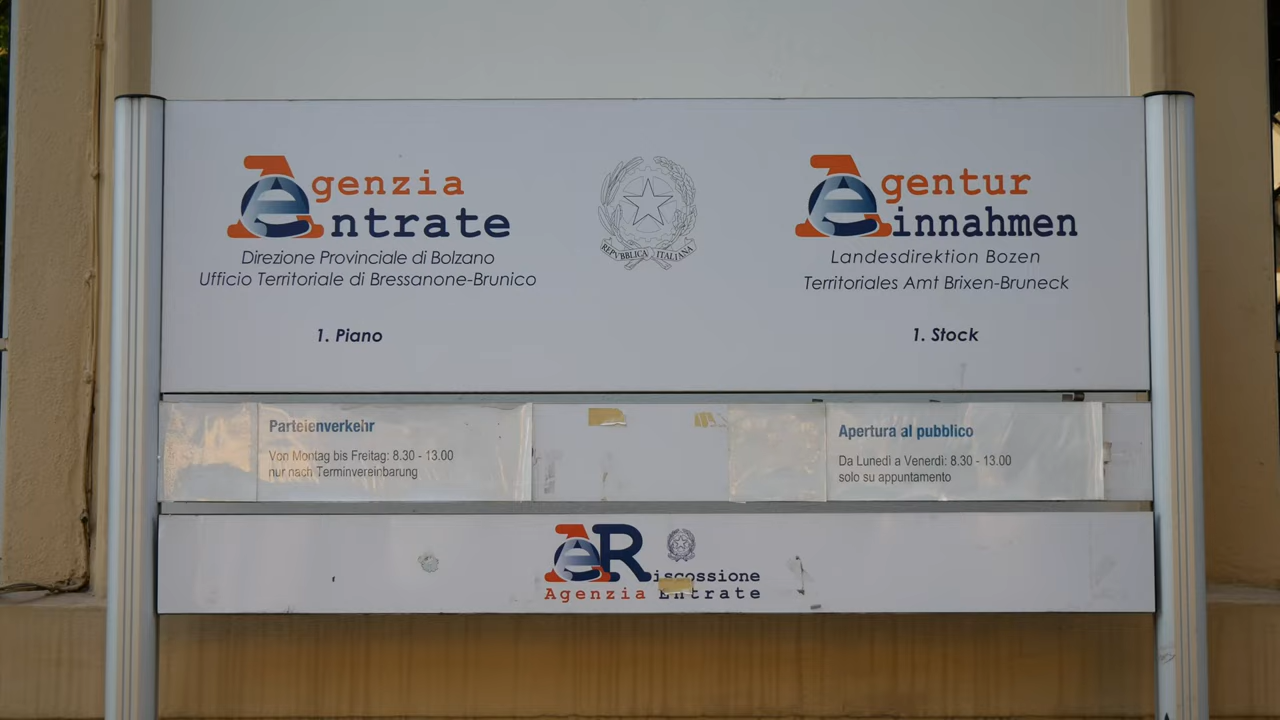 Agenzia
entrate
Direzione Provinciale di Bolzano
Ufficio Territoriale di Bressanone-Brunico
1. Piano
REPVBBLICA ITALIANA
Agentur
einnahmen
Landesdirektion Bozen
Territoriales Amt Brixen-Bruneck
1. Stock
Parteienverkehr
Von Montag bis Freitag: 8.30 - 13.00
nur nach Terminvereinbarung
Apertura al pubblico
Da Lunedì a Venerdì: 8.30 - 13.00
solo su appuntamento
AeR
iscossione
Agenzia Entrate